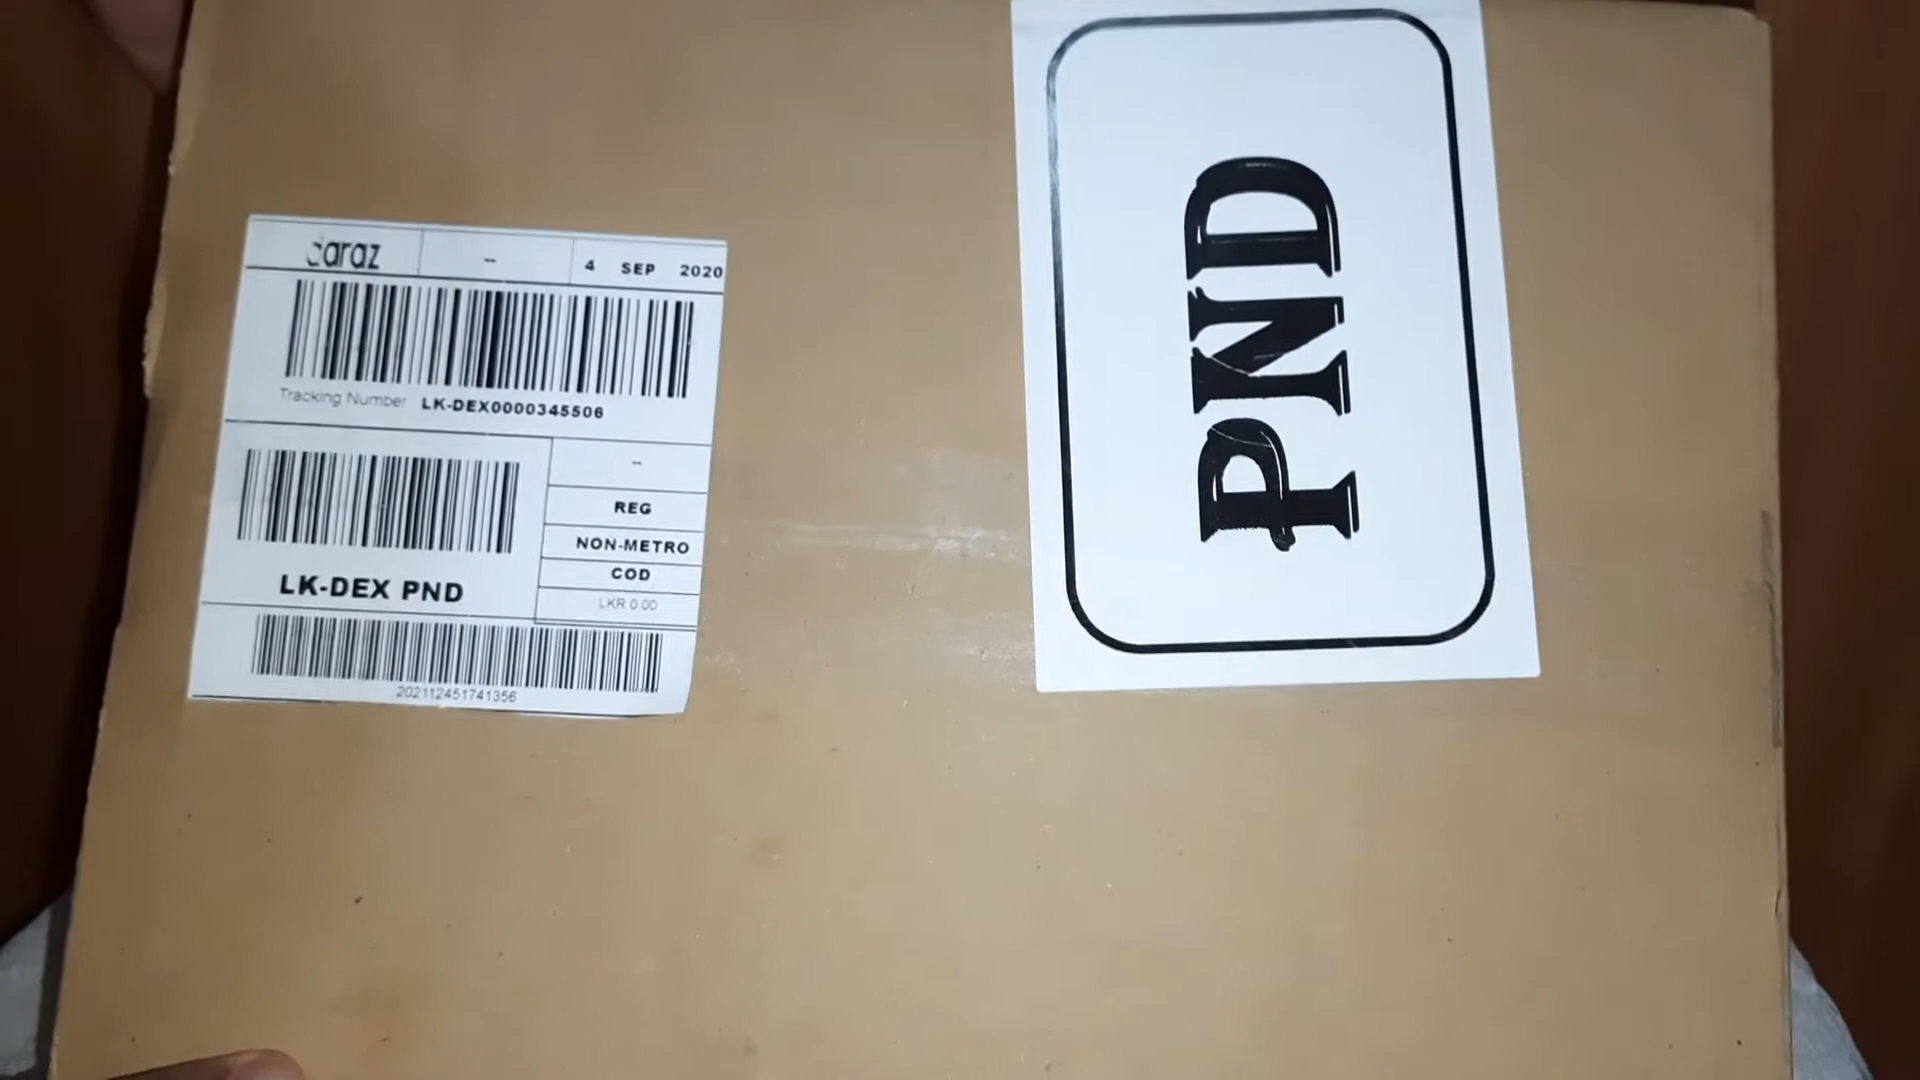 daraz -- 4 SEP 2020
Tracking Number LK-DEX0000345506
--
REG
NON-METRO
COD
LKR 0.00
LK-DEX PND
202112451741356
PND